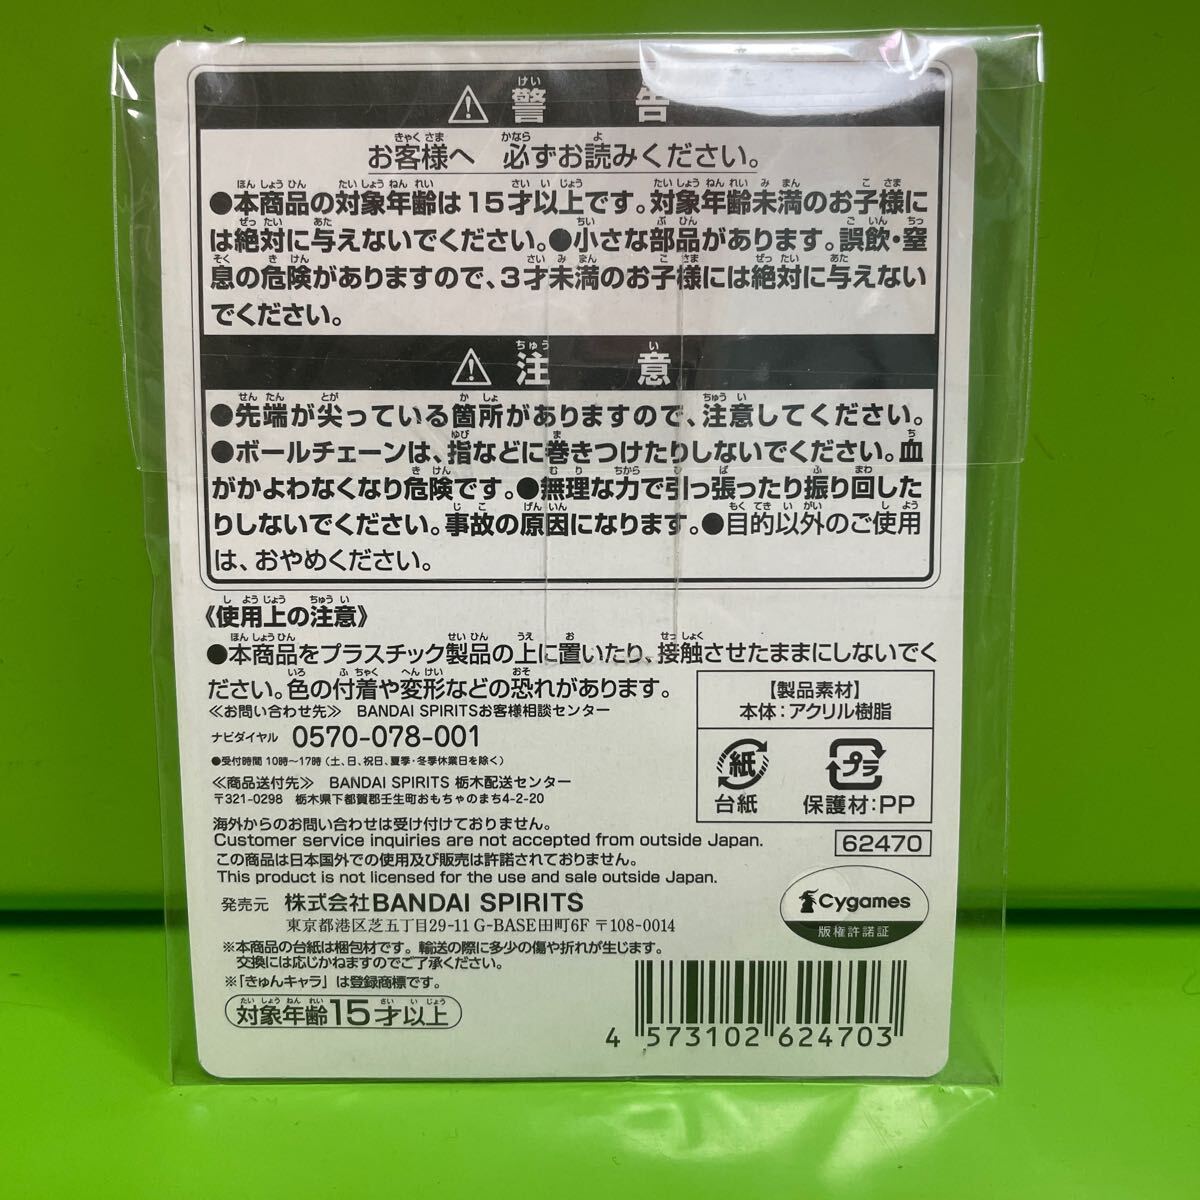 警告
お客様へ 必ずお読みください。
●本商品の対象年齢は15才以上です。対象年齢未満のお子様に
は絶対に与えないでください。●小さな部品があります。誤飲・窒
息の危険がありますので、3才未満のお子様には絶対に与えない
でください。
注意
●先端が尖っている箇所がありますので、注意してください。
●ボールチェーンは、指などに巻きつけたりしないでください。血
がかよわなくなり危険です。●無理な力で引っ張ったり振り回した
りしないでください。事故の原因になります。●目的以外のご使用
は、おやめください。
《使用上の注意》
●本商品をプラスチック製品の上に置いたり、接触させたままにしないでく
ださい。色の付着や変形などの恐れがあります。
≪お問い合わせ先≫ BANDAI SPIRITSお客様相談センター
ナビダイヤル 0570-078-001
●受付時間 10時~17時(土、日、祝日、夏季・冬季休業日を除く)
≪商品送付先≫ BANDAI SPIRITS 栃木配送センター
〒321-0298 栃木県下都賀郡壬生町おもちゃのまち4-2-20
【製品素材】
本体:アクリル樹脂
紙
台紙
プラ
保護材:PP
海外からのお問い合わせは受け付けておりません。
Customer service inquiries are not accepted from outside Japan.
この商品は日本国外での使用及び販売は許諾されておりません。
This product is not licensed for the use and sale outside Japan.
62470
発売元 株式会社BANDAI SPIRITS
東京都港区芝五丁目29-11 G-BASE田町6F 〒108-0014
Cygames
版権許諾証
※本商品の台紙は梱包材です。輸送の際に多少の傷や折れが生じます。
交換には応じかねますのでご了承ください。
※「きゅんキャラ」は登録商標です。
対象年齢15才以上
4 573102 624703